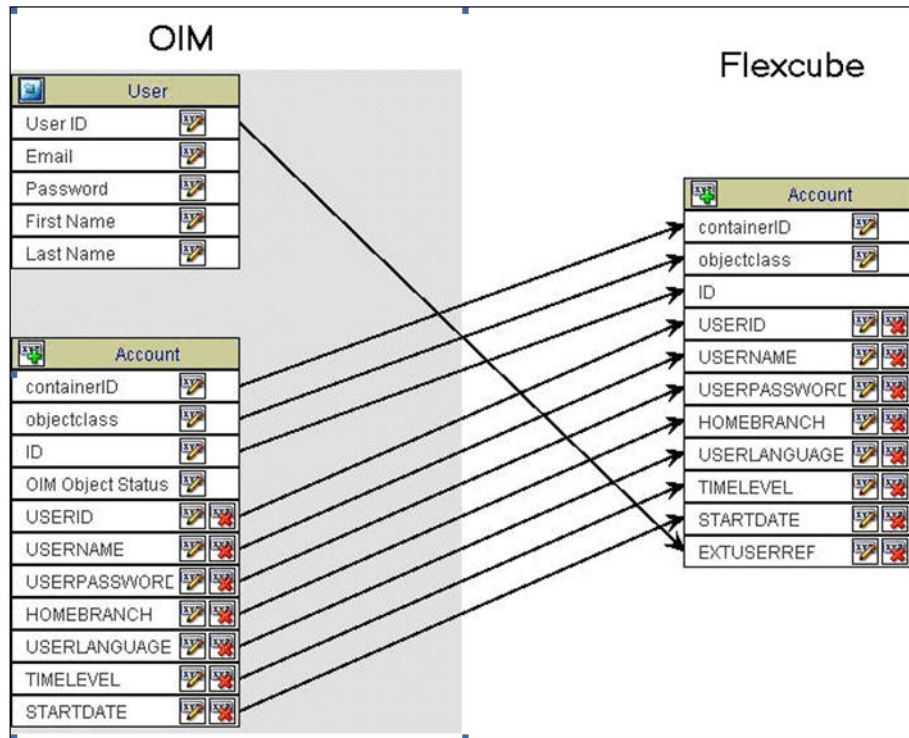 OIM
User
User ID
Email
Password
First Name
Last Name
Account
containerID
objectclass
ID
OIM Object Status
USERID
USERNAME
USERPASSWORD
HOMEBRANCH
USERLANGUAGE
TIMELEVEL
STARTDATE
Flexcube
Account
containerID
objectclass
ID
USERID
USERNAME
USERPASSWORD
HOMEBRANCH
USERLANGUAGE
TIMELEVEL
STARTDATE
EXTUSERREF